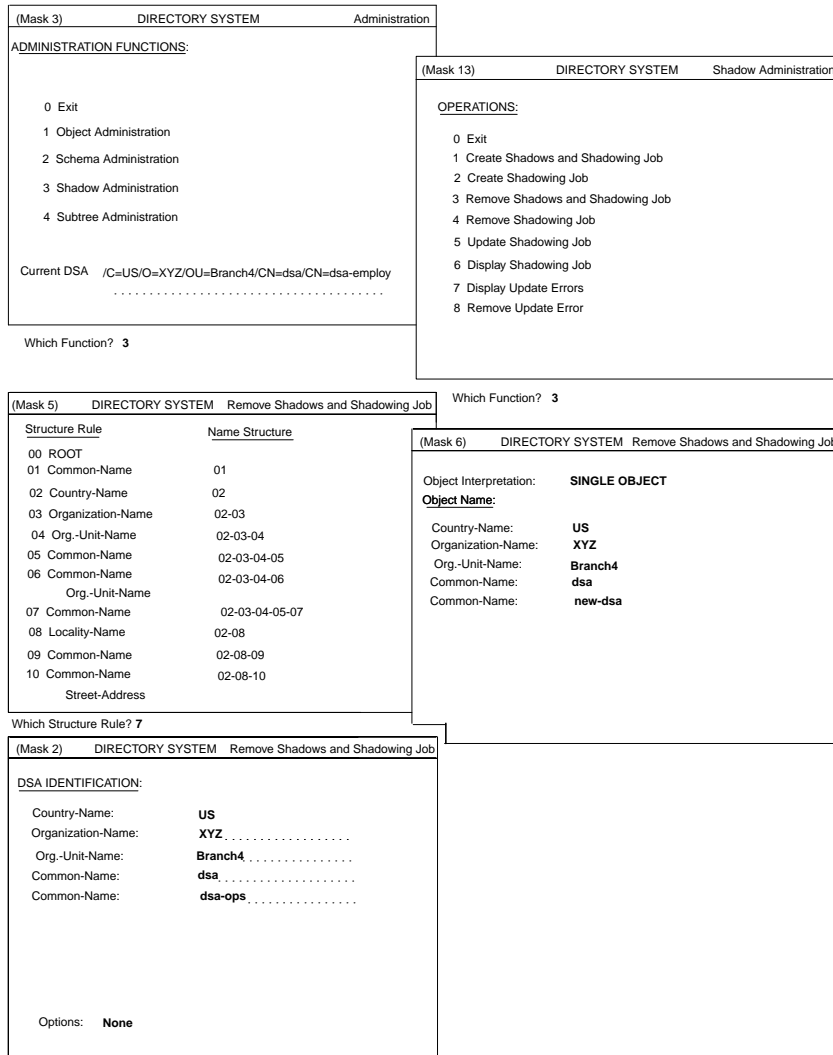 (Mask 3) DIRECTORY SYSTEM Administration
ADMINISTRATION FUNCTIONS:
0 Exit
1 Object Administration
2 Schema Administration
3 Shadow Administration
4 Subtree Administration
Current DSA /C=US/O=XYZ/OU=Branch4/CN=dsa/CN=dsa-employ
Which Function? 3
(Mask 13) DIRECTORY SYSTEM Shadow Administration
OPERATIONS:
0 Exit
1 Create Shadows and Shadowing Job
2 Create Shadowing Job
3 Remove Shadows and Shadowing Job
4 Remove Shadowing Job
5 Update Shadowing Job
6 Display Shadowing Job
7 Display Update Errors
8 Remove Update Error
Which Function? 3
(Mask 5) DIRECTORY SYSTEM Remove Shadows and Shadowing Job
Structure Rule Name Structure
00 ROOT
01 Common-Name 01
02 Country-Name 02
03 Organization-Name 02-03
04 Org.-Unit-Name 02-03-04
05 Common-Name 02-03-04-05
06 Common-Name 02-03-04-06
Org.-Unit-Name
07 Common-Name 02-03-04-05-07
08 Locality-Name 02-08
09 Common-Name 02-08-09
10 Common-Name 02-08-10
Street-Address
Which Structure Rule? 7
(Mask 6) DIRECTORY SYSTEM Remove Shadows and Shadowing Job
Object Interpretation: SINGLE OBJECT
Object Name:
Country-Name: US
Organization-Name: XYZ
Org.-Unit-Name: Branch4
Common-Name: dsa
Common-Name: new-dsa
(Mask 2) DIRECTORY SYSTEM Remove Shadows and Shadowing Job
DSA IDENTIFICATION:
Country-Name: US
Organization-Name: XYZ
Org.-Unit-Name: Branch4
Common-Name: dsa
Common-Name: dsa-ops
Options: None